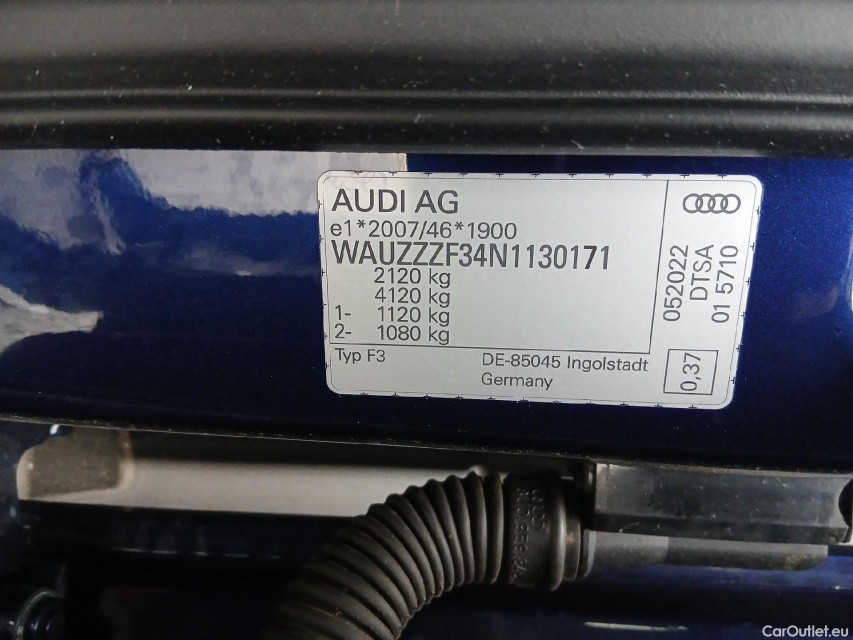 AUDI AG
e1*2007/46*1900
WAUZZZF34N1130171
2120 kg
4120 kg
1- 1120 kg
2- 1080 kg
Typ F3
DE-85045 Ingolstadt
Germany
052022
DTSA
01 5710
0,37
CarOutlet.eu